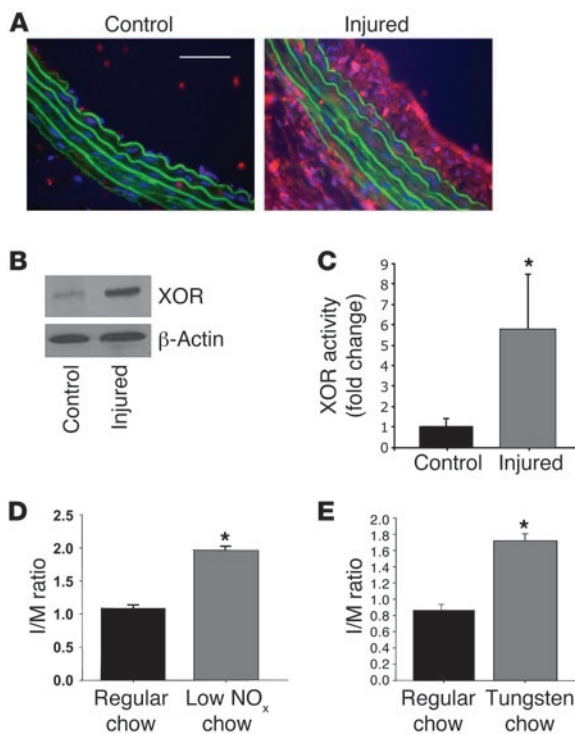 A
Control
Injured
B
XOR
β-Actin
Control
Injured
C
XOR activity
(fold change)
9
8
7
6
5
4
3
2
1
0
*
Control
Injured
D
I/M ratio
2.5
2.0
1.5
1.0
0.5
0.0
*
Regular
chow
Low NOx
chow
E
I/M ratio
1.8
1.6
1.4
1.2
1.0
0.8
0.6
0.4
0.2
0.0
*
Regular
chow
Tungsten
chow